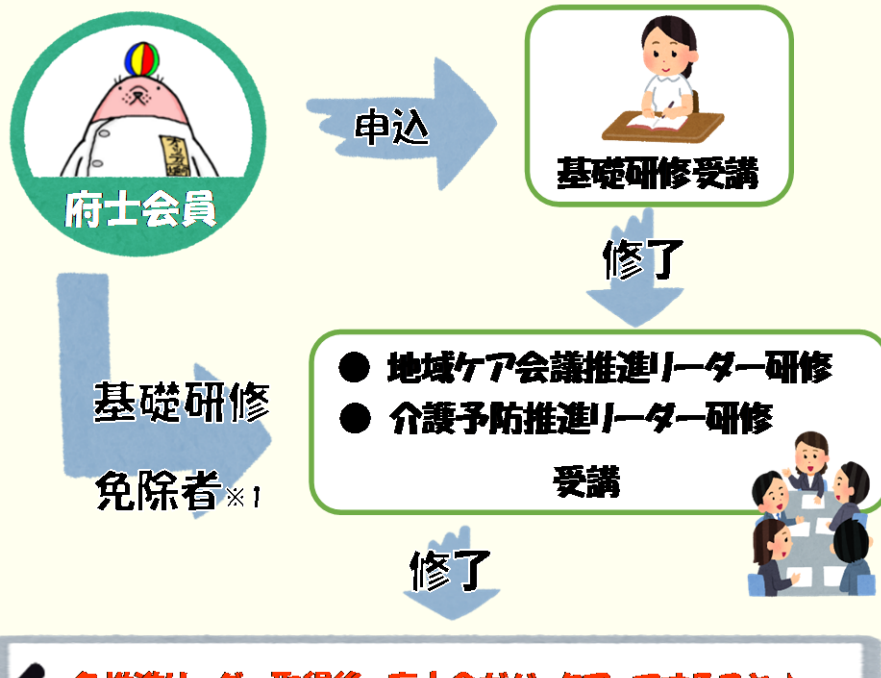 府士会員
申込
基礎研修受講
修了
● 地域ケア会議推進リーダー研修
● 介護予防推進リーダー研修
受講
基礎研修
免除者※1
修了